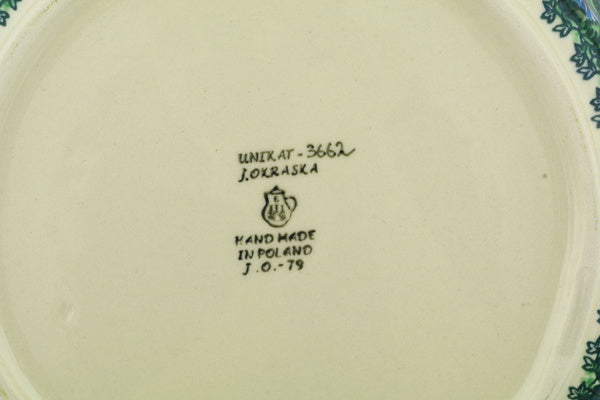 UNIKAT-3662
J.OKRASKA
HAND MADE
IN POLAND
J.O.-79